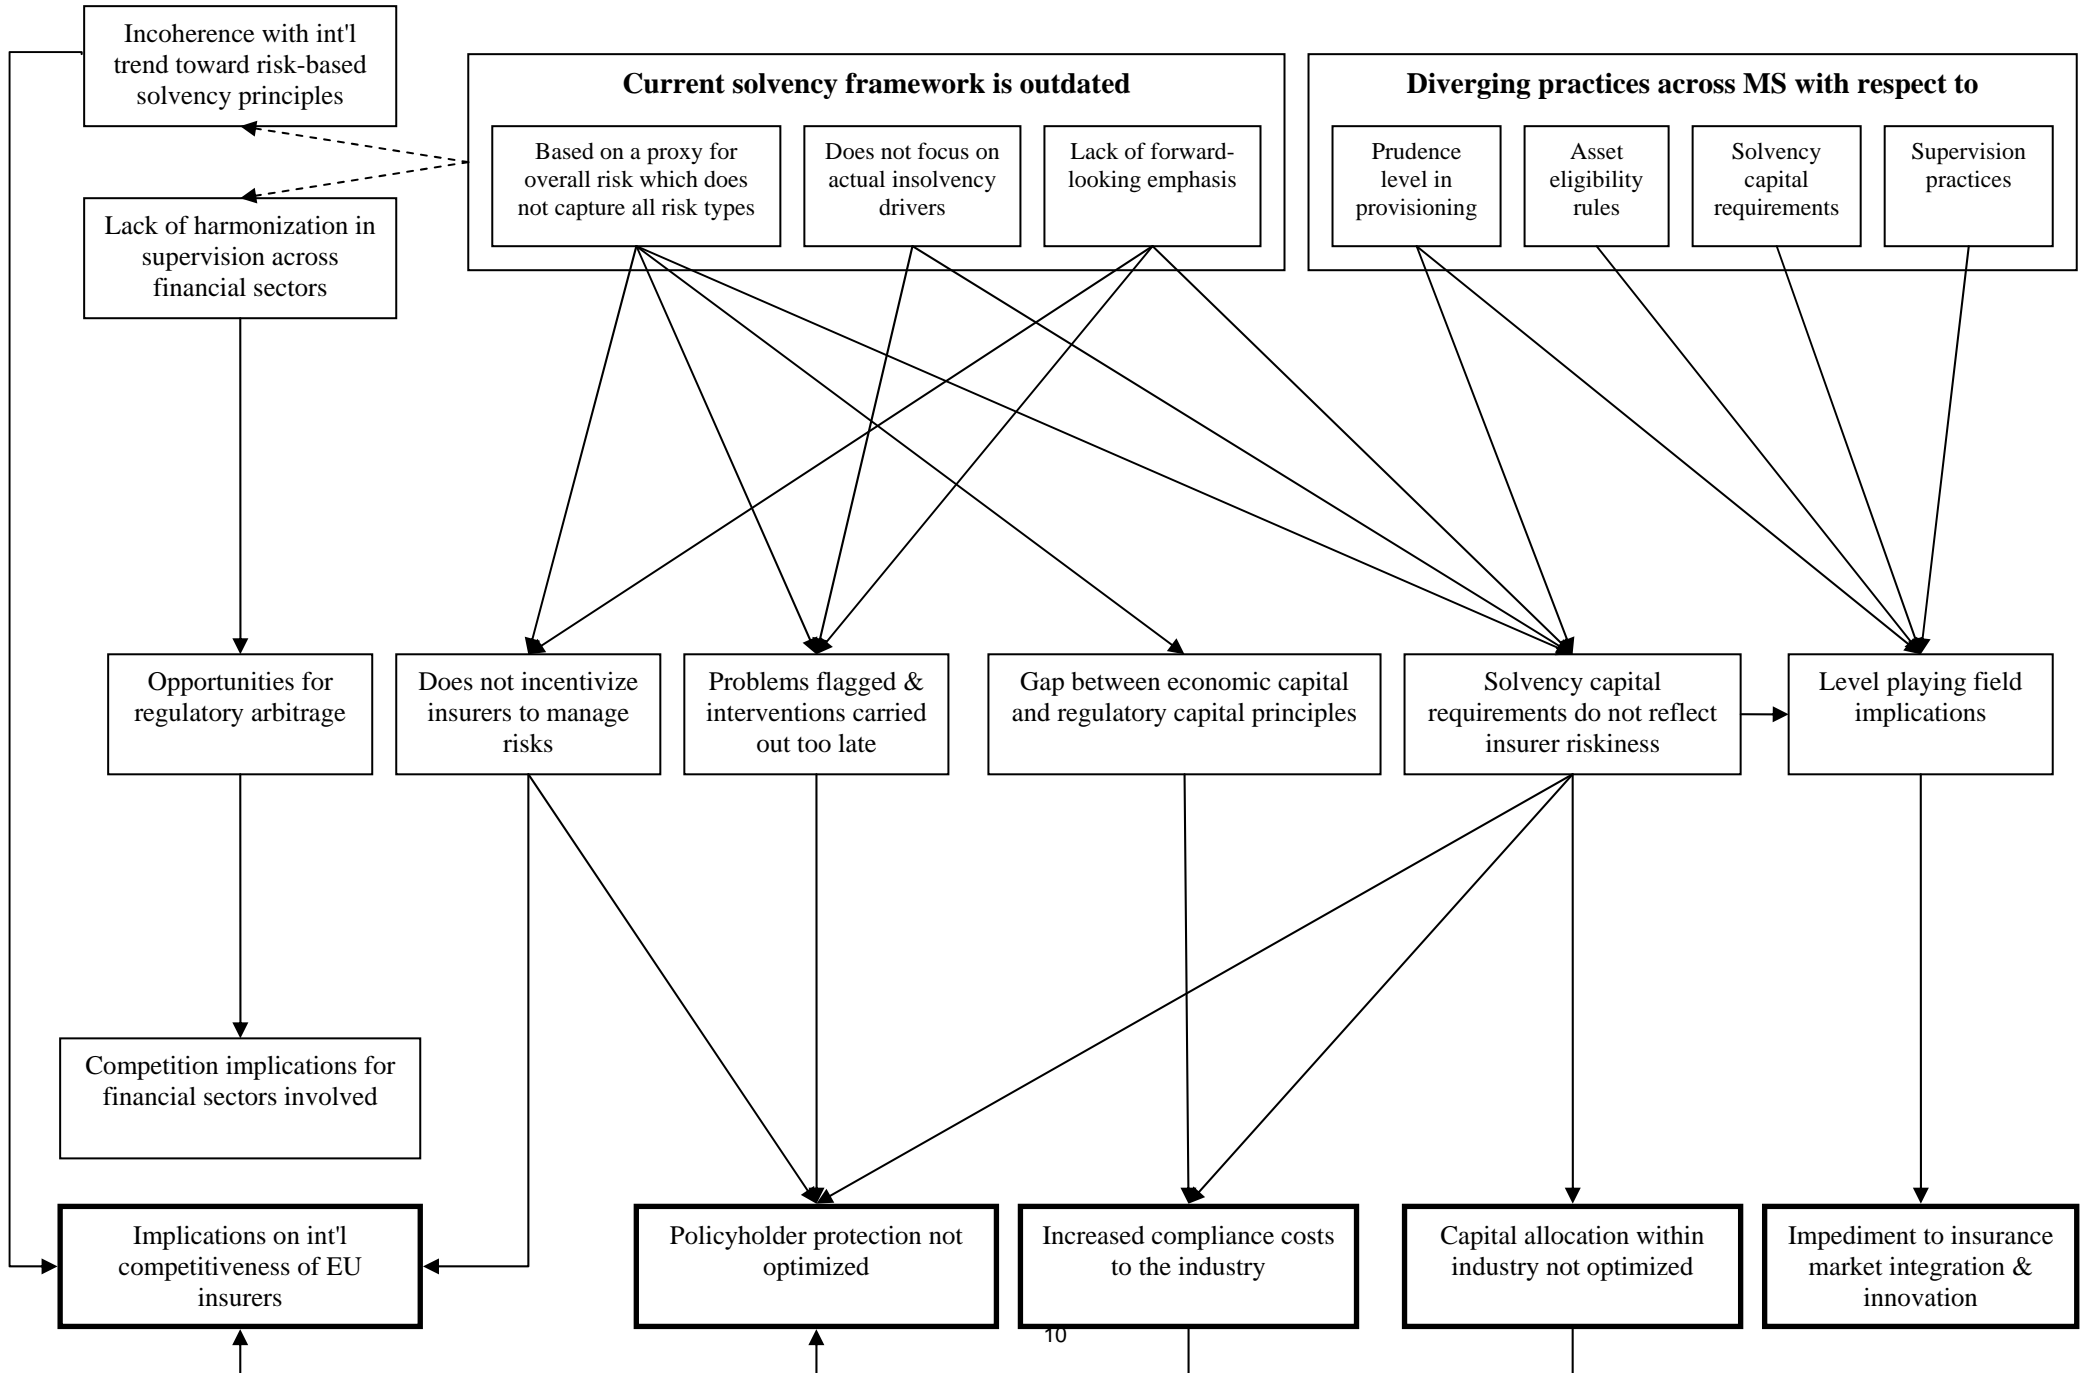 Incoherence with int'l
trend toward risk-based
solvency principles
Current solvency framework is outdated
Diverging practices across MS with respect to
Based on a proxy for
overall risk which does
not capture all risk types
Does not focus on
actual insolvency
drivers
Lack of forward-
looking emphasis
Prudence
level in
provisioning
Asset
eligibility
rules
Solvency
capital
requirements
Supervision
practices
Lack of harmonization in
supervision across
financial sectors
Opportunities for
regulatory arbitrage
Does not incentivize
insurers to manage
risks
Problems flagged &
interventions carried
out too late
Gap between economic capital
and regulatory capital principles
Solvency capital
requirements do not reflect
insurer riskiness
Level playing field
implications
Competition implications for
financial sectors involved
Implications on int'l
competitiveness of EU
insurers
Policyholder protection not
optimized
Increased compliance costs
to the industry
Capital allocation within
industry not optimized
Impediment to insurance
market integration &
innovation
10